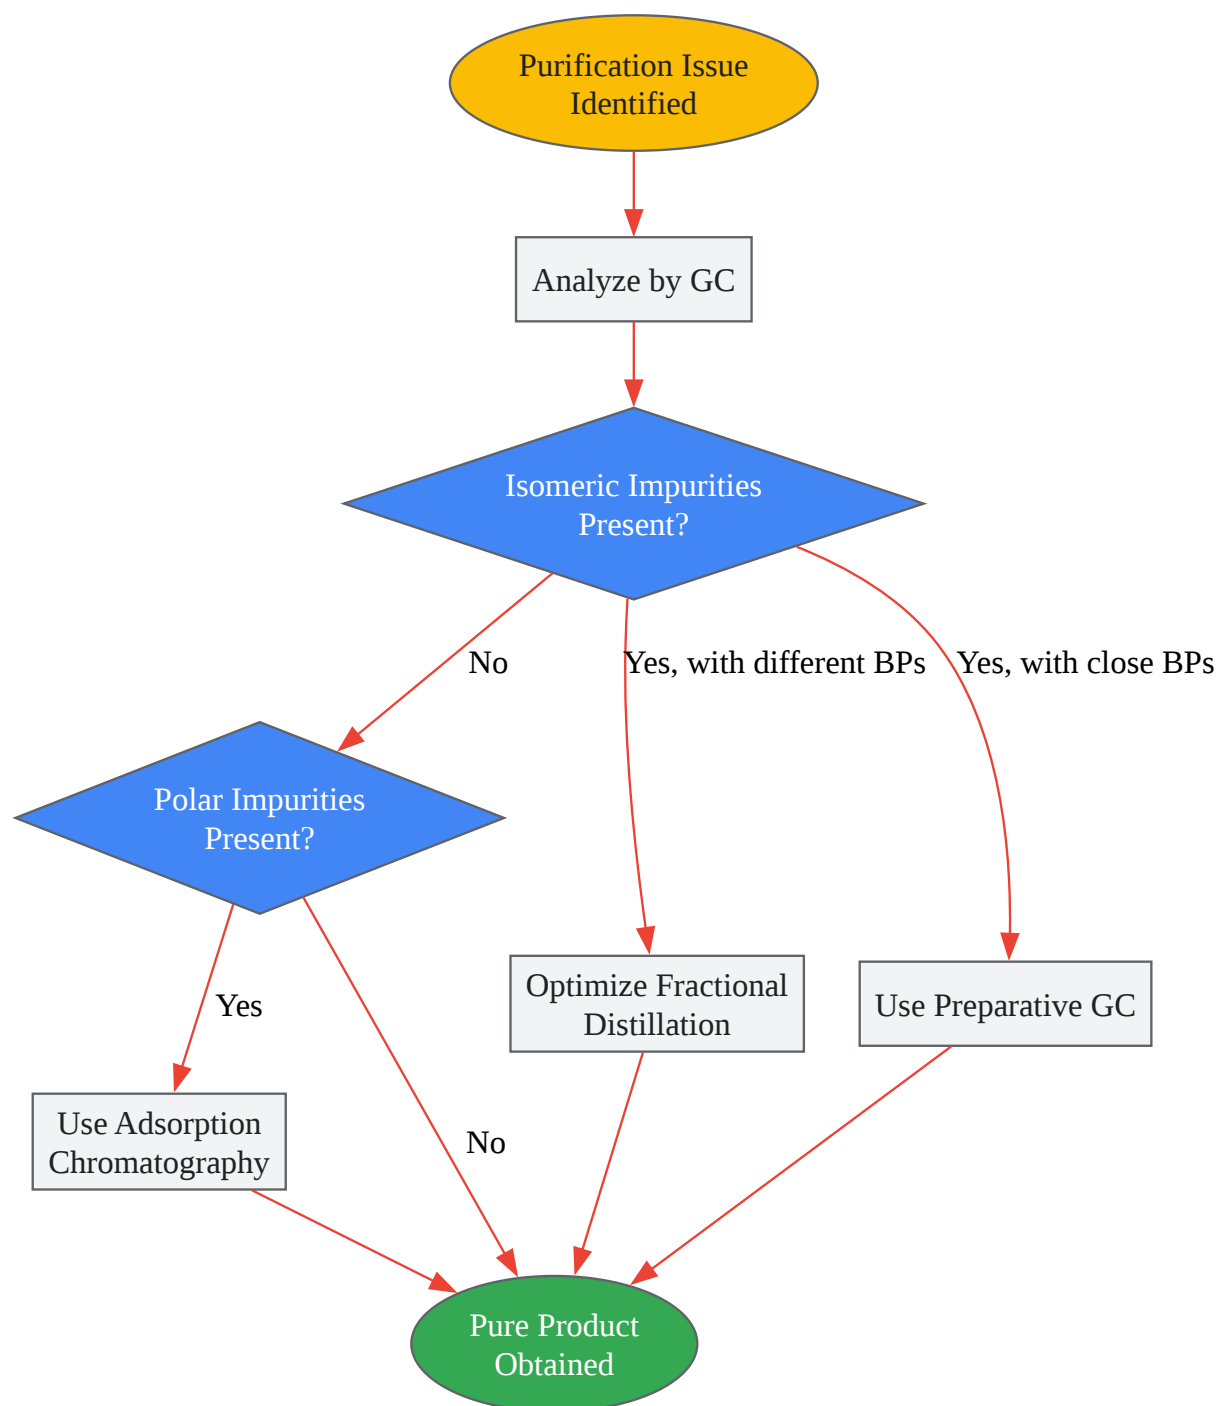 Purification Issue
Identified
Analyze by GC
Isomeric Impurities
Present?
No
Yes, with different BPs
Yes, with close BPs
Polar Impurities
Present?
Optimize Fractional
Distillation
Use Preparative GC
Yes
Use Adsorption
Chromatography
No
Pure Product
Obtained